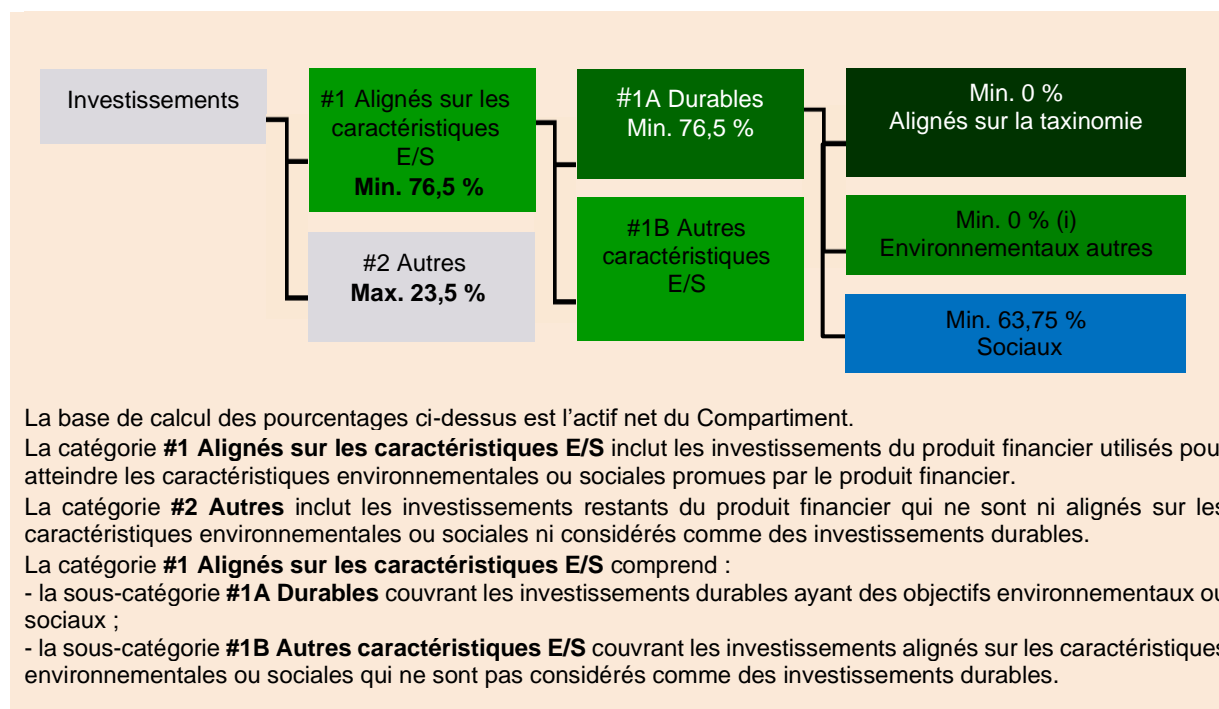 Investissements
#1 Alignés sur les
caractéristiques
E/S
Min. 76,5 %
#2 Autres
Max. 23,5 %
#1A Durables
Min. 76,5 %
#1B Autres
caractéristiques
E/S
Min. 0 %
Alignés sur la taxinomie
Min. 0 % (i)
Environnementaux autres
Min. 63,75 %
Sociaux
La base de calcul des pourcentages ci-dessus est l’actif net du Compartiment.
La catégorie #1 Alignés sur les caractéristiques E/S inclut les investissements du produit financier utilisés pou
atteindre les caractéristiques environnementales ou sociales promues par le produit financier.
La catégorie #2 Autres inclut les investissements restants du produit financier qui ne sont ni alignés sur les
caractéristiques environnementales ou sociales ni considérés comme des investissements durables.
La catégorie #1 Alignés sur les caractéristiques E/S comprend :
- la sous-catégorie #1A Durables couvrant les investissements durables ayant des objectifs environnementaux ou
sociaux ;
- la sous-catégorie #1B Autres caractéristiques E/S couvrant les investissements alignés sur les caractéristiques
environnementales ou sociales qui ne sont pas considérés comme des investissements durables.